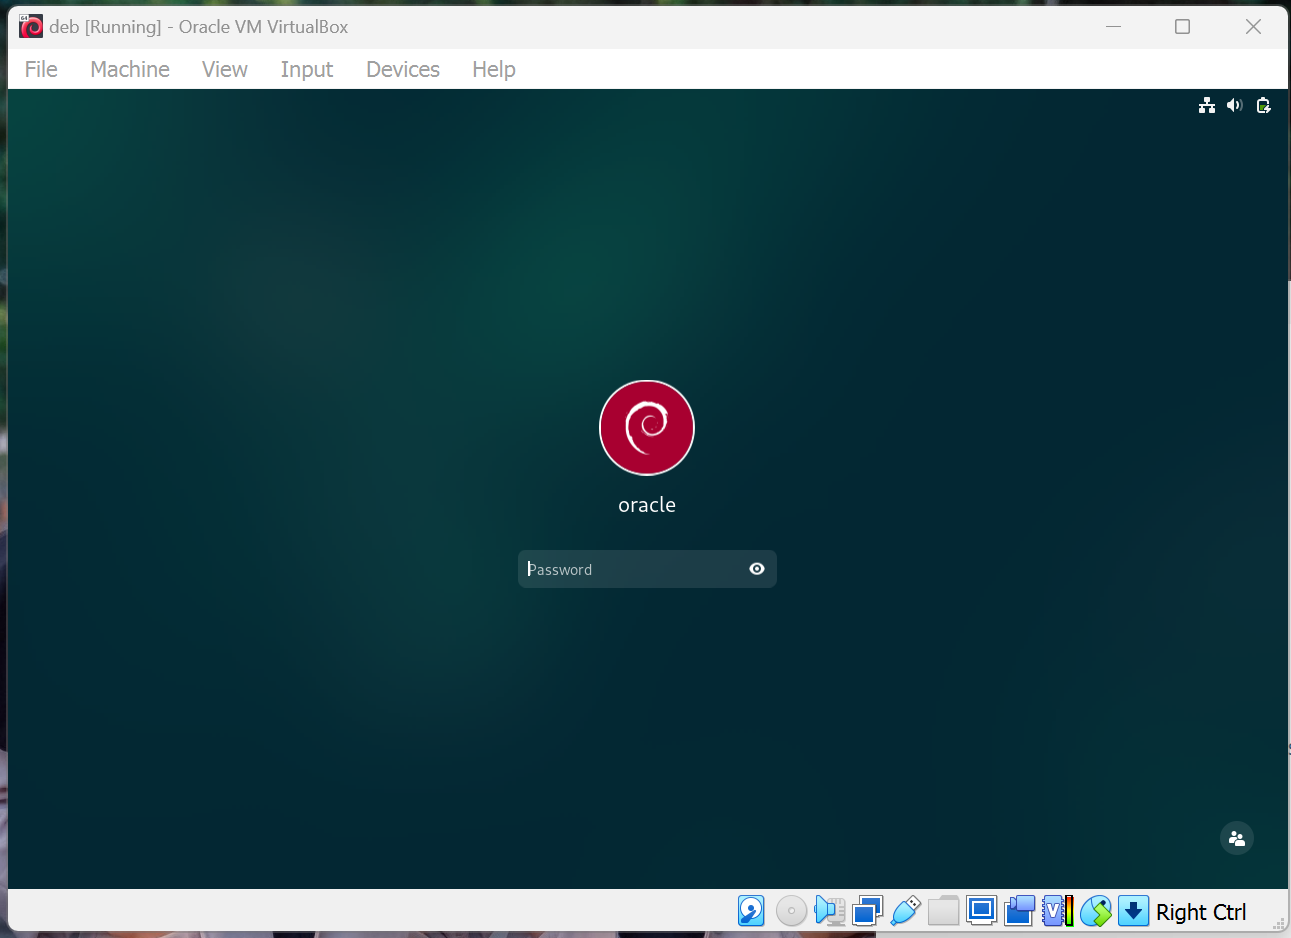 deb [Running] - Oracle VM VirtualBox
File Machine View Input Devices Help
oracle
Password
Right Ctrl